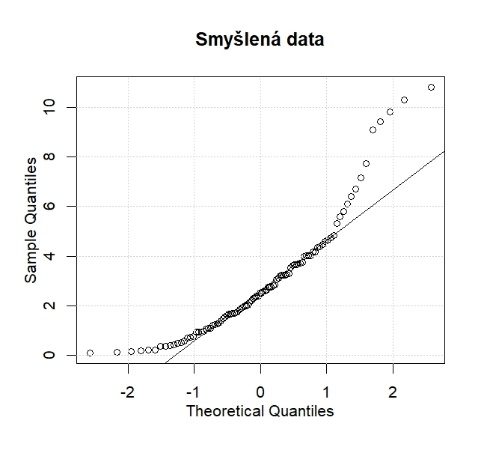 Smyšlená data
Sample Quantiles
10
8
6
4
2
0
-2 -1 0 1 2
Theoretical Quantiles